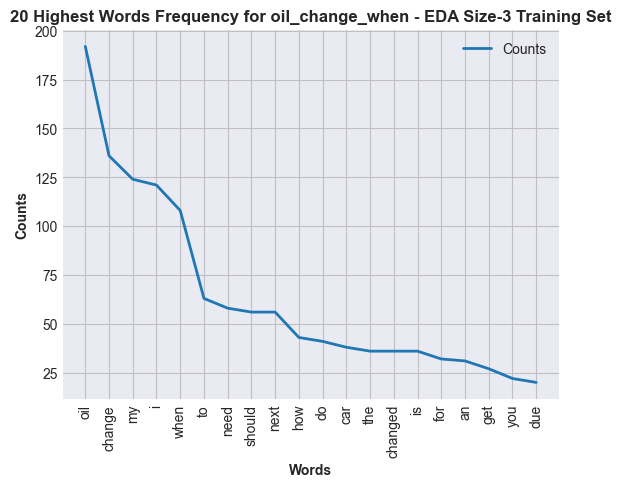 20 Highest Words Frequency for oil_change_when - EDA Size-3 Training Set
200
Counts
175
150
125
100
75
50
25
Counts
oil
change
my
i
when
to
need
should
next
how
do
car
the
changed
is
for
an
get
you
due
Words